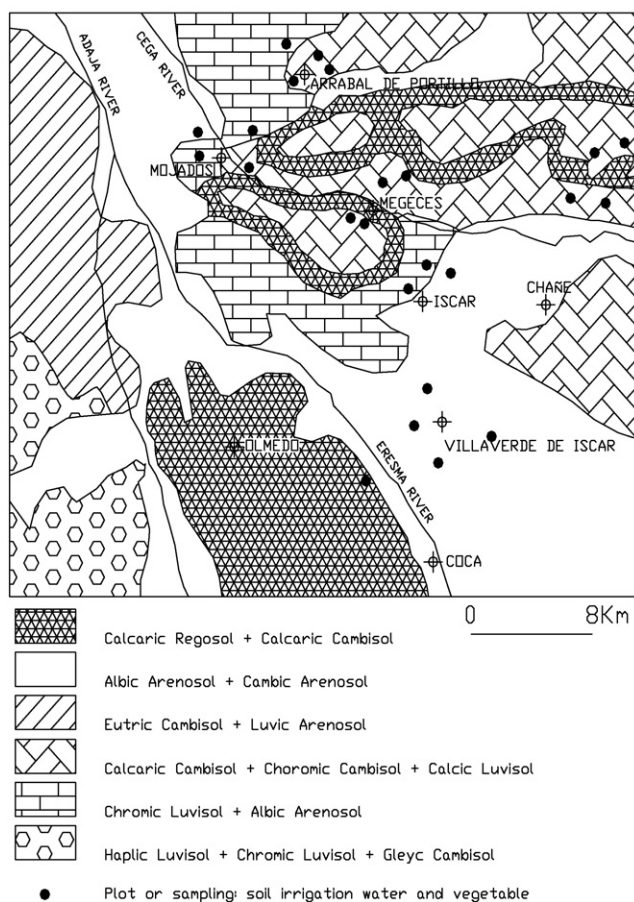 ADAJA RIVER
CEGA RIVER
ARRABAL DE PORTILLO
MOJADOS
MEGECES
CHAÑE
ISCAR
VILLAVERDE DE ISCAR
OLMEDO
ERESMA RIVER
COCA
0 8Km
Calcaric Regosol + Calcaric Cambisol
Albic Arenosol + Cambic Arenosol
Eutric Cambisol + Luvic Arenosol
Calcaric Cambisol + Choromic Cambisol + Calcic Luvisol
Chromic Luvisol + Albic Arenosol
Haplic Luvisol + Chromic Luvisol + Gleyc Cambisol
Plot or sampling: soil irrigation water and vegetable